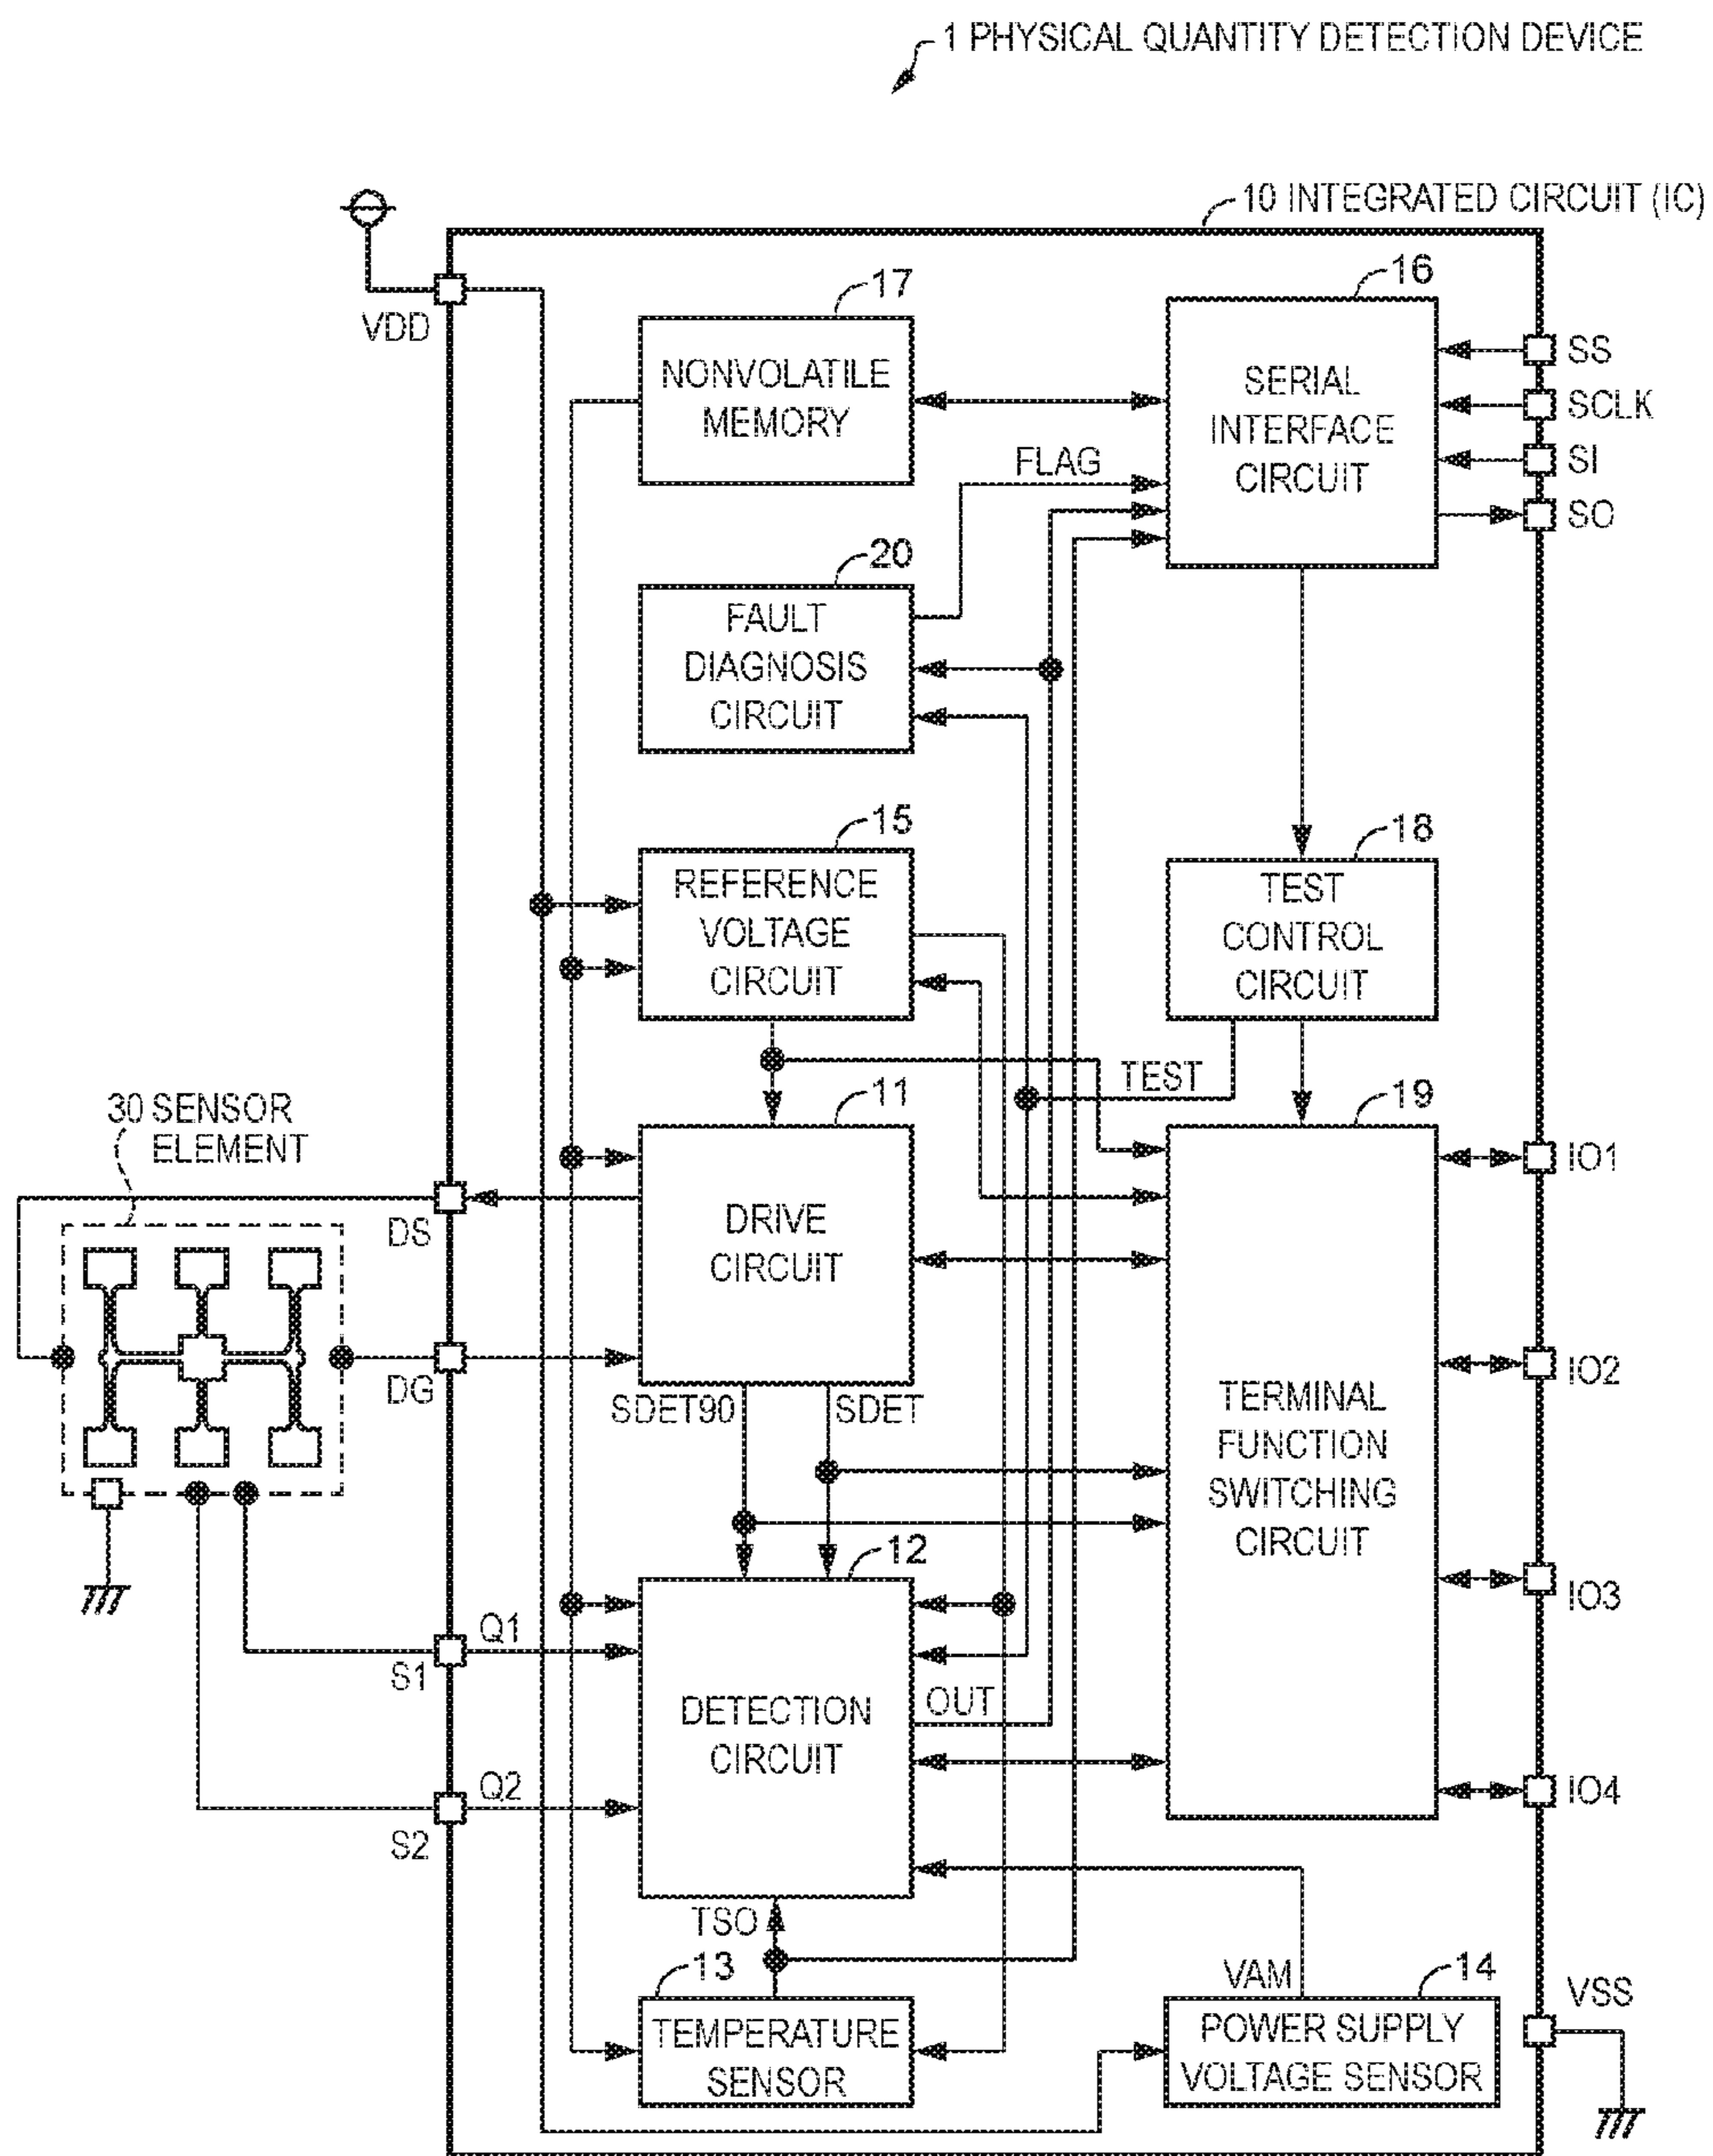 1 PHYSICAL QUANTITY DETECTION DEVICE
10 INTEGRATED CIRCUIT (IC)
VDD
17
NONVOLATILE
MEMORY
16
SERIAL
INTERFACE
CIRCUIT
SS
SCLK
SI
SO
FLAG
20
FAULT
DIAGNOSIS
CIRCUIT
15
REFERENCE
VOLTAGE
CIRCUIT
18
TEST
CONTROL
CIRCUIT
TEST
30 SENSOR
ELEMENT
11
DRIVE
CIRCUIT
19
TERMINAL
FUNCTION
SWITCHING
CIRCUIT
IO1
IO2
IO3
IO4
DS
DG
SDET90
SDET
12
DETECTION
CIRCUIT
Q1
S1
OUT
Q2
S2
TSO
13
TEMPERATURE
SENSOR
VAM
14
POWER SUPPLY
VOLTAGE SENSOR
VSS